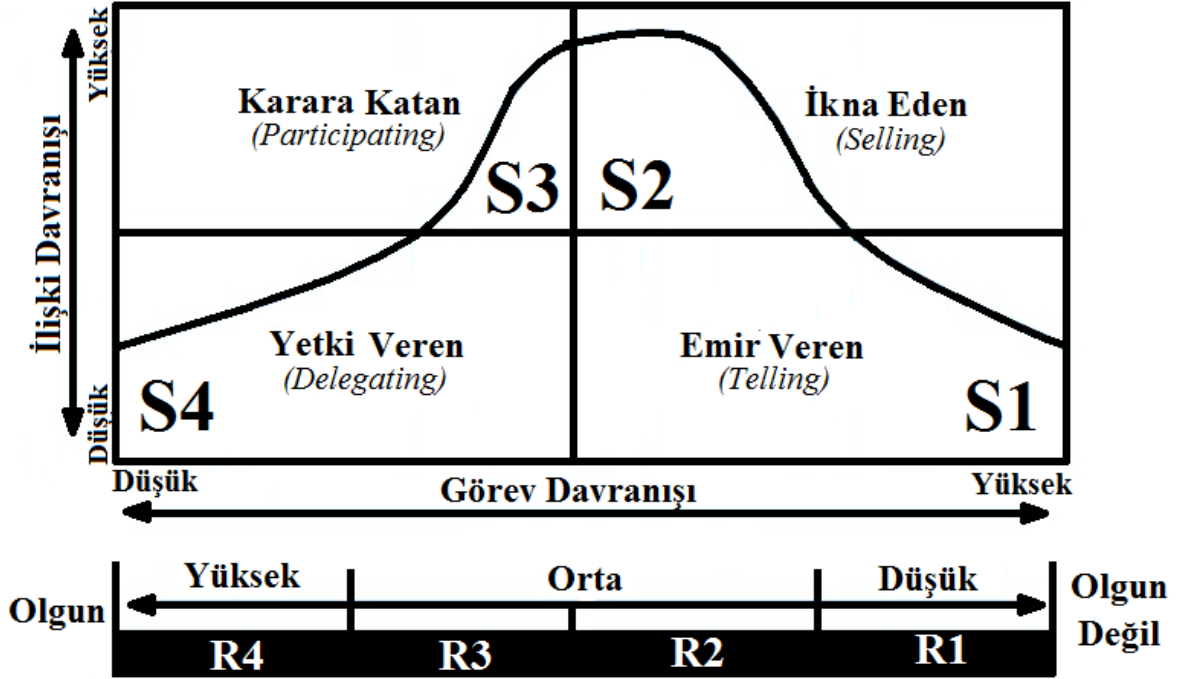 Yüksek
İlişki Davranışı
Düşük
Karara Katan
(Participating)
S3
S2
İkna Eden
(Selling)
Yetki Veren
(Delegating)
S4
Emir Veren
(Telling)
S1
Düşük
Görev Davranışı
Yüksek
Olgun
Yüksek
Orta
Düşük
Olgun
Değil
R4
R3
R2
R1